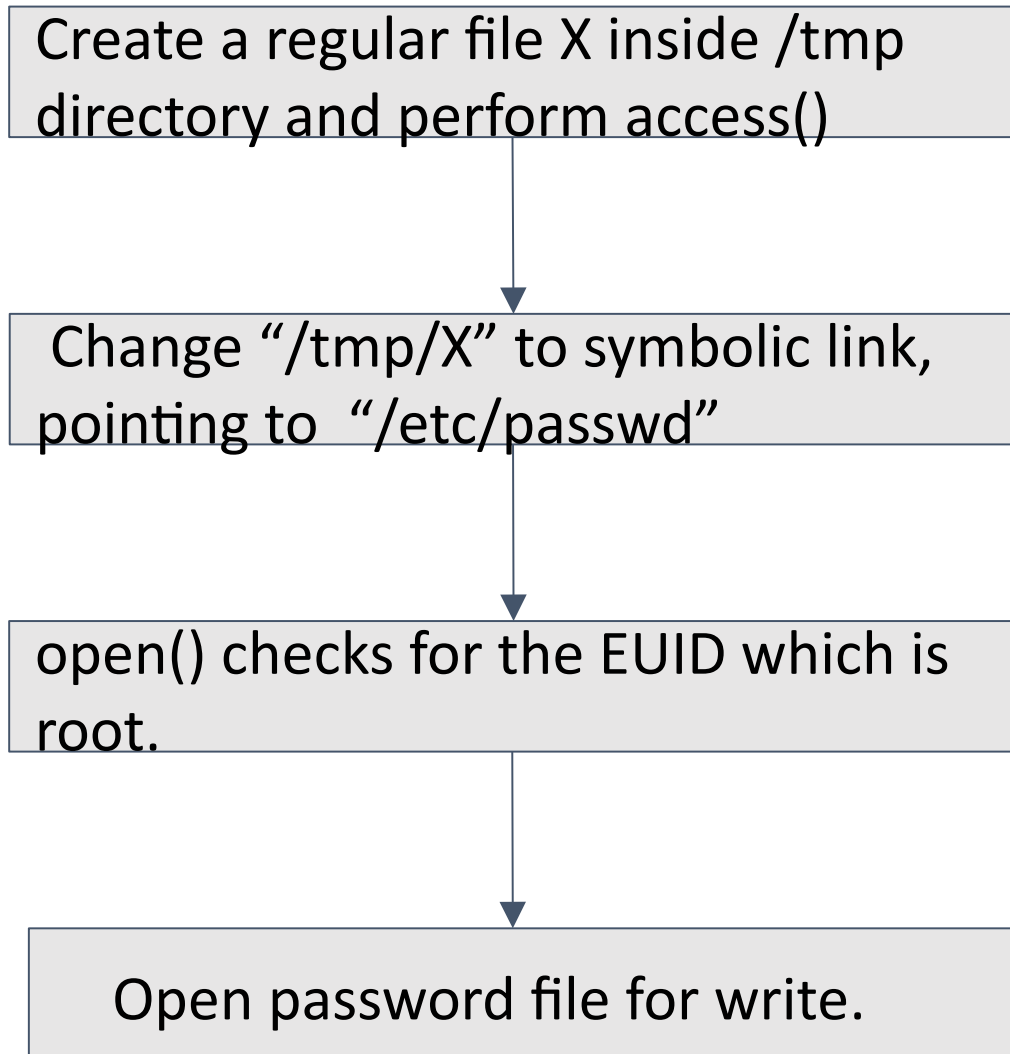 Create a regular file X inside /tmp
directory and perform access()
Change “/tmp/X” to symbolic link,
pointing to “/etc/passwd”
open() checks for the EUID which is
root.
Open password file for write.